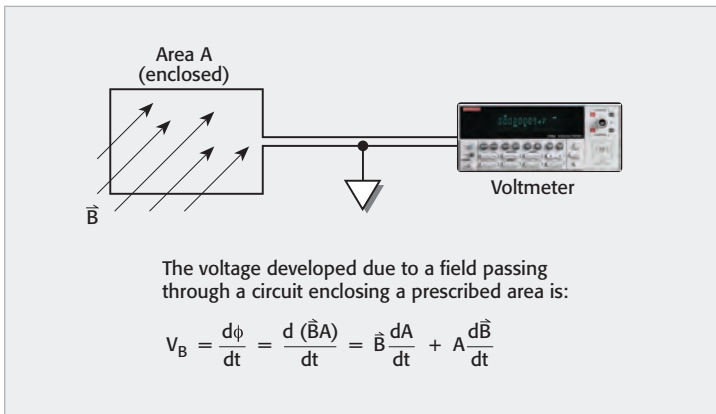 Area A
(enclosed)
B⃗
Voltmeter
The voltage developed due to a field passing
through a circuit enclosing a prescribed area is:
V_B = dϕ/dt = d (B⃗A)/dt = B⃗ dA/dt + A dB⃗/dt